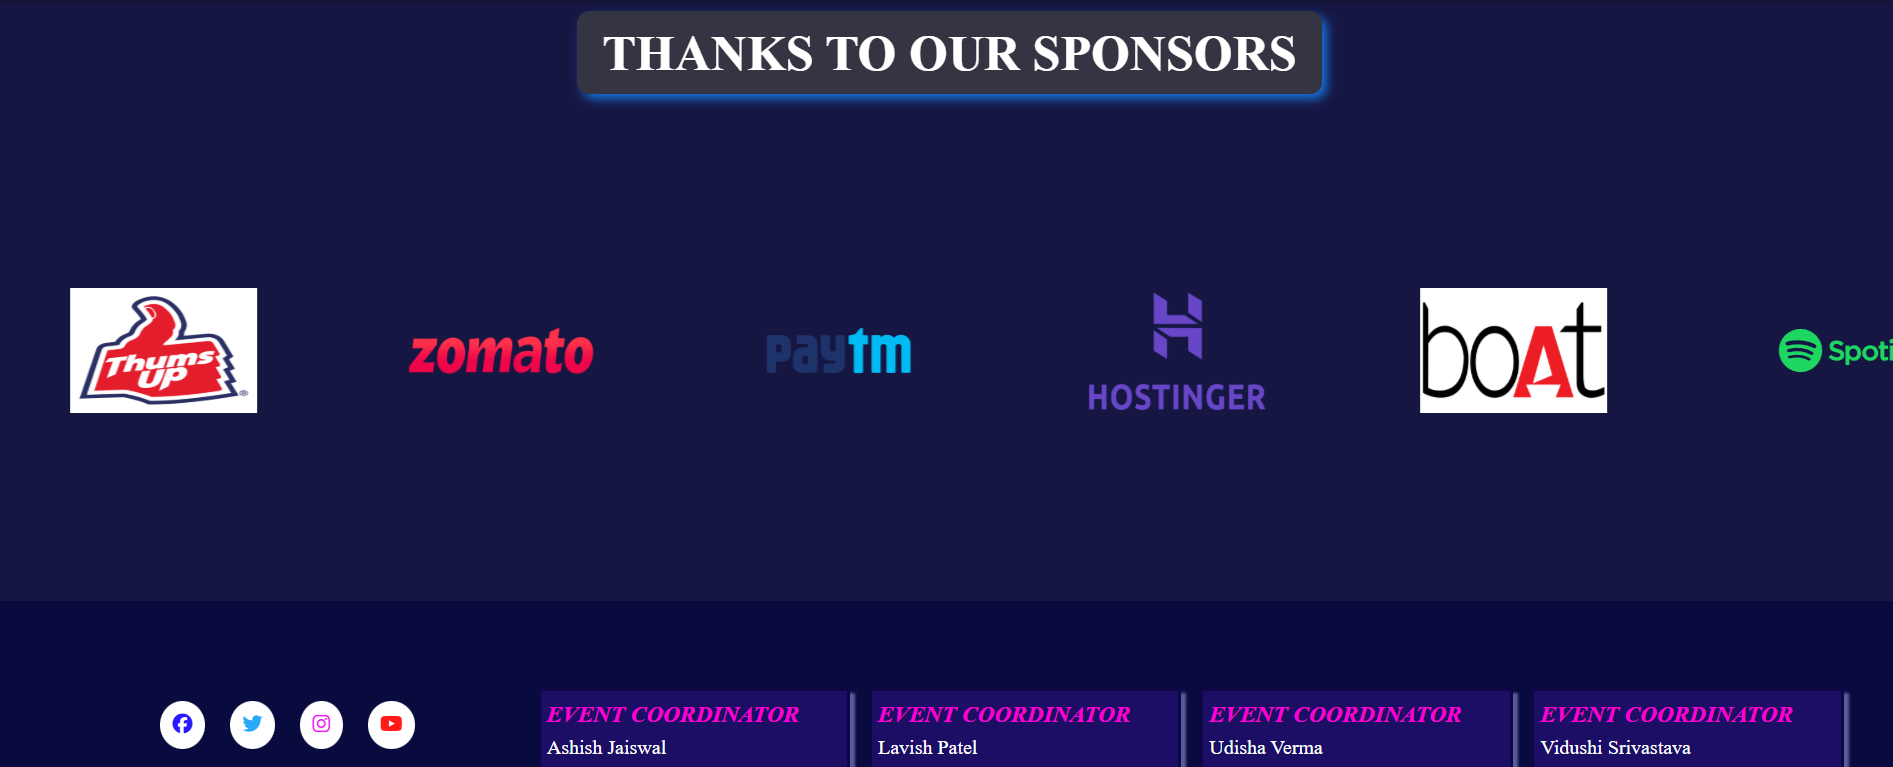 THANKS TO OUR SPONSORS
Thums
UP
®
zomato
paytm
HOSTINGER
boAt
Spoti
EVENT COORDINATOR
Ashish Jaiswal
EVENT COORDINATOR
Lavish Patel
EVENT COORDINATOR
Udisha Verma
EVENT COORDINATOR
Vidushi Srivastava